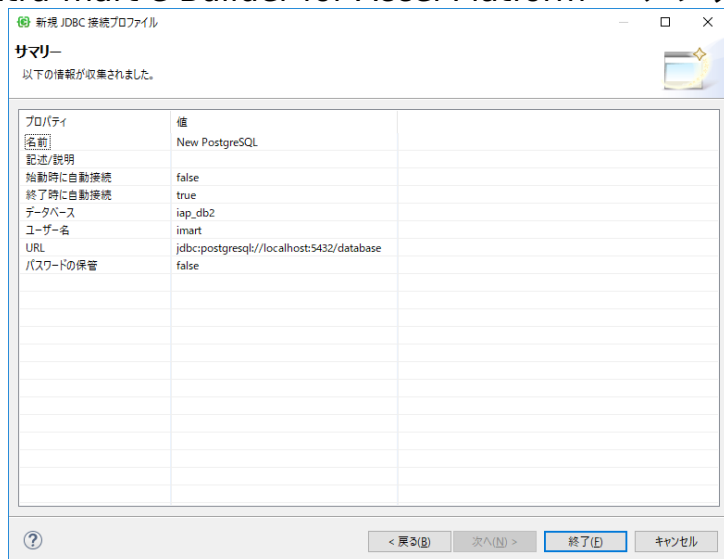 新規 JDBC 接続プロファイル
サマリー
以下の情報が収集されました。
プロパティ 値
名前 New PostgreSQL
記述/説明
始動時に自動接続 false
終了時に自動接続 true
データベース iap_db2
ユーザー名 imart
URL jdbc:postgresql://localhost:5432/database
パスワードの保管 false
< 戻る(B) 次へ(N) > 終了(F) キャンセル